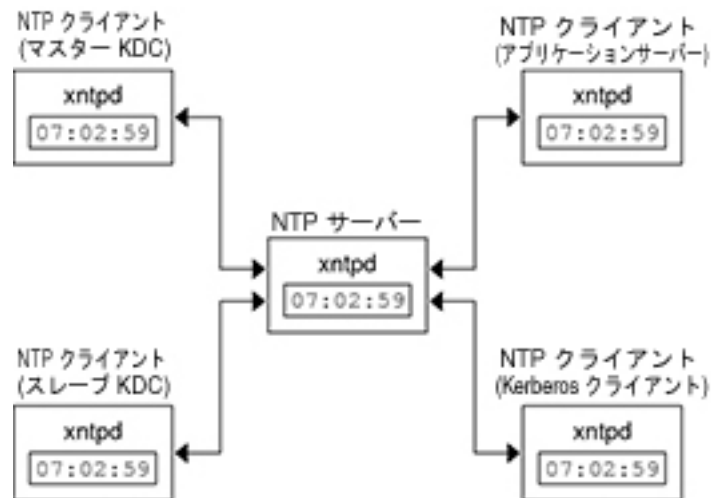 NTP クライアント
(マスター KDC)
xntpd
07:02:59
NTP クライアント
(アプリケーションサーバー)
xntpd
07:02:59
NTP サーバー
xntpd
07:02:59
NTP クライアント
(スレーブ KDC)
xntpd
07:02:59
NTP クライアント
(Kerberos クライアント)
xntpd
07:02:59